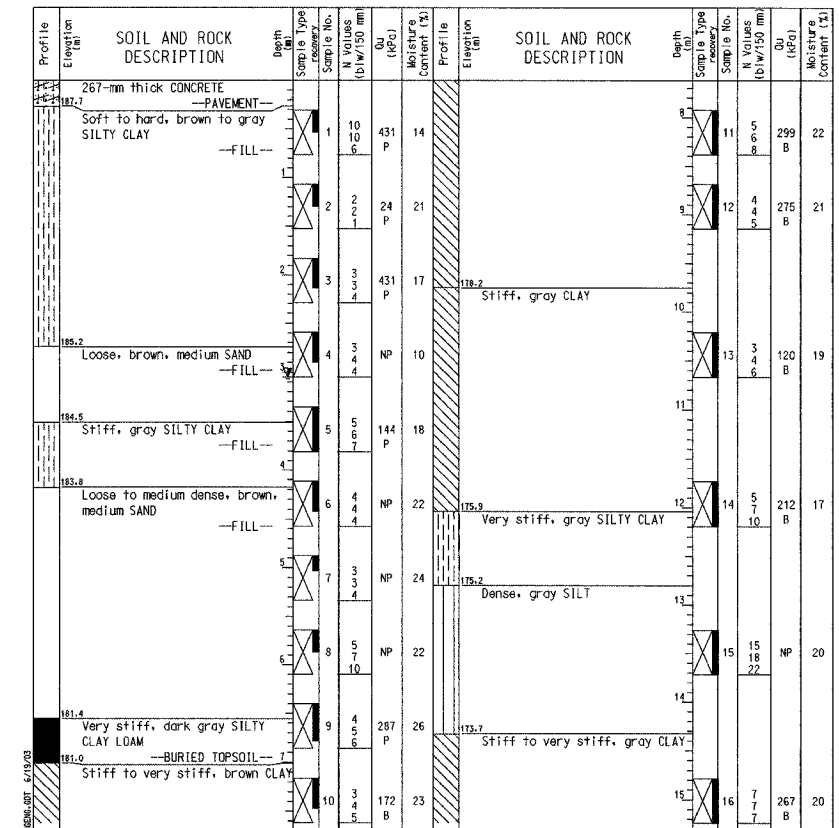 Profile
Elevation (m)
SOIL AND ROCK DESCRIPTION
Depth (m)
Sample Type recovery
Sample No.
N Values (blw/150 mm)
Qu (kPa)
Moisture Content (%)
267-mm thick CONCRETE
187.7 --PAVEMENT--
Soft to hard, brown to gray
SILTY CLAY
--FILL--
1 10 10 6 431 P 14
1
2 2 2 1 24 P 21
2
3 3 3 4 431 P 17
185.2
Loose, brown, medium SAND
--FILL--
4 3 4 4 NP 10
3
184.5
Stiff, gray SILTY CLAY
--FILL--
5 5 6 7 144 P 18
4
183.8
Loose to medium dense, brown,
medium SAND
--FILL--
6 4 4 4 NP 22
5
7 3 3 4 NP 24
8 5 7 10 NP 22
6
181.4
Very stiff, dark gray SILTY
CLAY LOAM
9 4 5 6 287 P 26
181.0 --BURIED TOPSOIL-- 7
Stiff to very stiff, brown CLAY
10 3 4 5 172 B 23
GENG.GDT 6/19/03
Profile
Elevation (m)
SOIL AND ROCK DESCRIPTION
Depth (m)
Sample Type recovery
Sample No.
N Values (blw/150 mm)
Qu (kPa)
Moisture Content (%)
8
11 5 6 8 299 B 22
9
12 4 4 5 275 B 21
178.2
Stiff, gray CLAY
10
13 3 4 6 120 B 19
11
12
14 5 7 10 212 B 17
175.9
Very stiff, gray SILTY CLAY
175.2
Dense, gray SILT
13
15 15 18 22 NP 20
14
173.7
Stiff to very stiff, gray CLAY
15
16 7 7 7 267 B 20